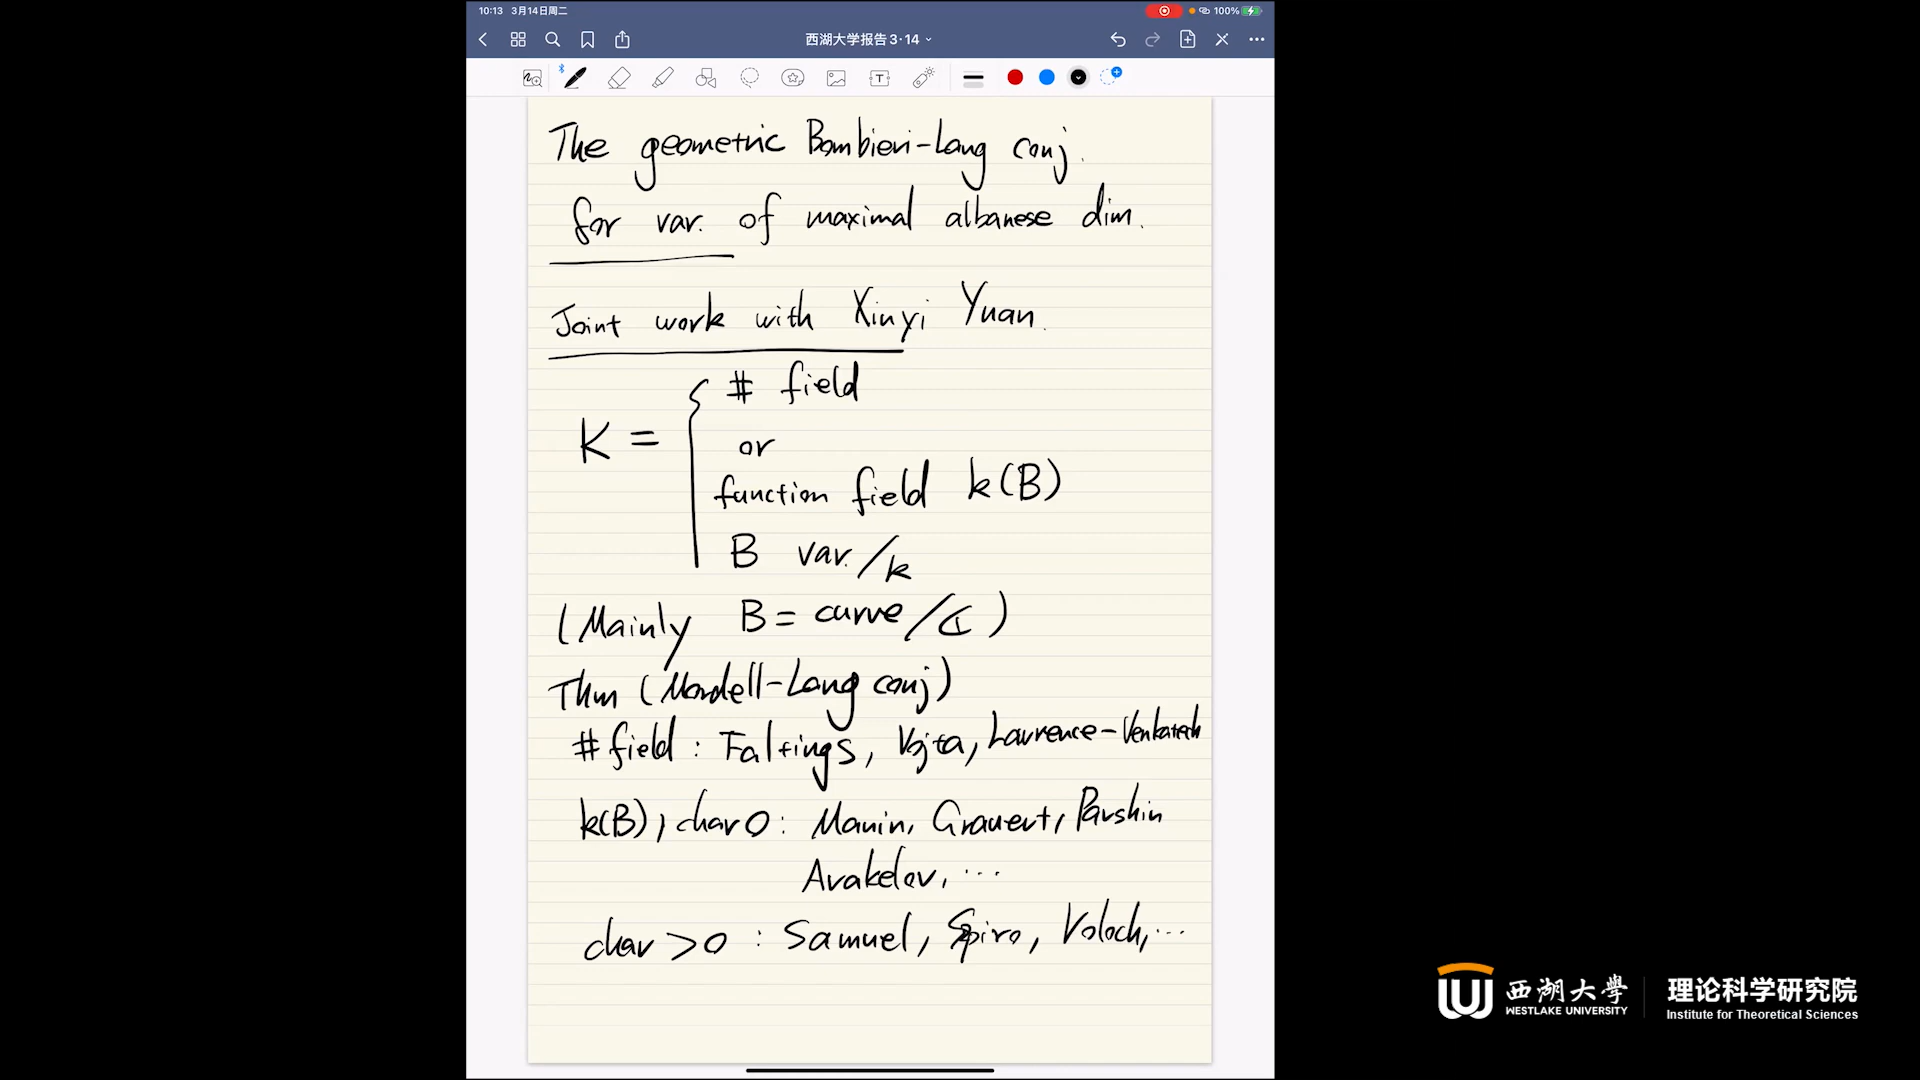 10:13 3月14日周二
100%
西湖大学报告3·14
The geometric Bombieri-Lang conj.
for var. of maximal albanese dim.
Joint work with Xinyi Yuan.
# field
K = { or
function field k(B)
B var./k
(Mainly B = curve/ℂ)
Thm (Mordell-Lang conj)
# field : Faltings, Vojta, Lawrence-Venkatesh
k(B), char 0 : Manin, Grauert, Parshin
Arakelov, ...
char > 0 : Samuel, Spiro, Voloch, ...
西湖大學
WESTLAKE UNIVERSITY
理论科学研究院
Institute for Theoretical Sciences